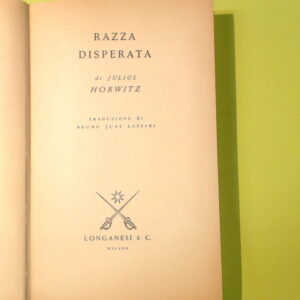 RAZZA
DISPERATA
di JULIUS
HORWITZ
TRADUZIONE DI
BRUNO JUST LAZZARI
LONGANESI & C.
MILANO